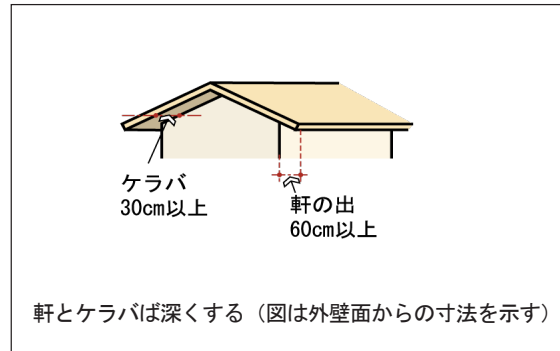 ケラバ
30cm以上
軒の出
60cm以上
軒とケラバば深くする（図は外壁面からの寸法を示す）